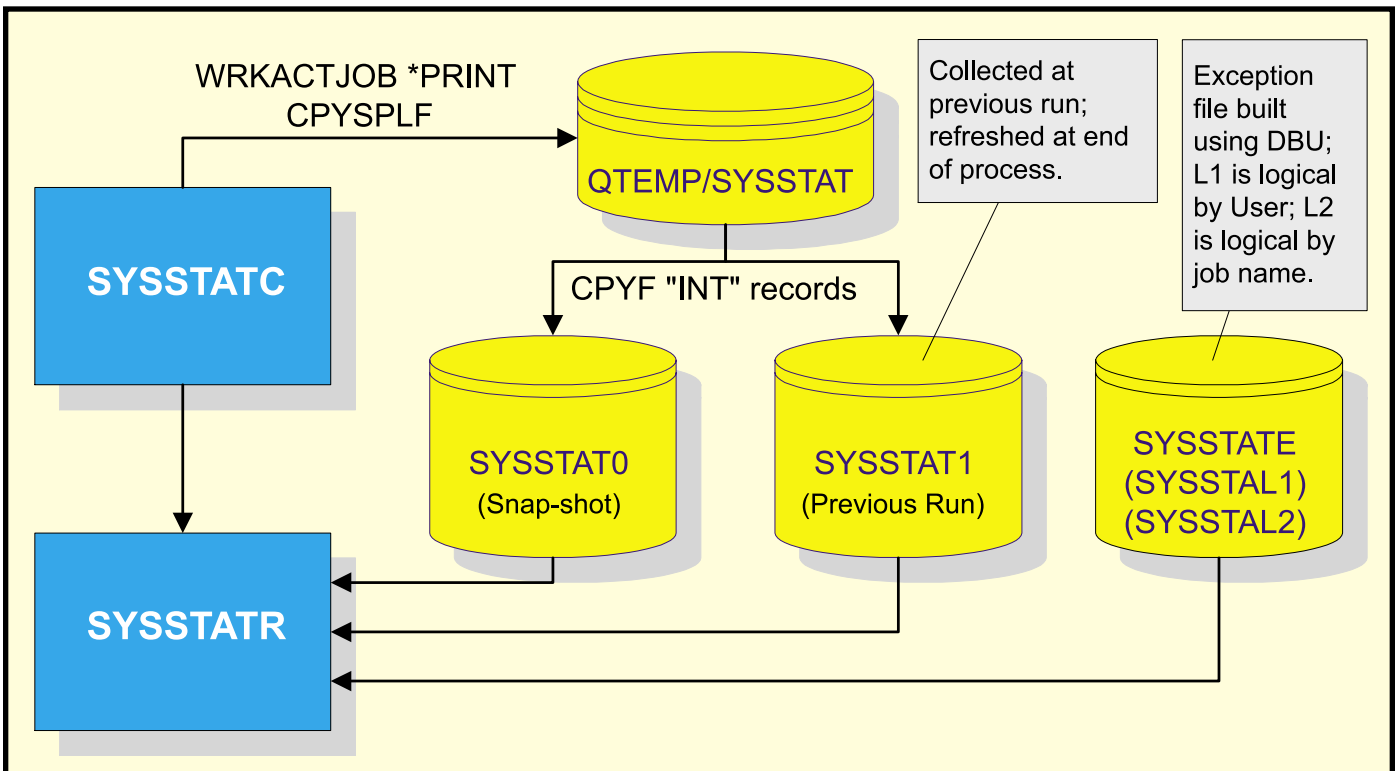 WRKACTJOB *PRINT
CPYSPLF
QTEMP/SYSSTAT
Collected at
previous run;
refreshed at end
of process.
Exception
file built
using DBU;
L1 is logical
by User; L2
is logical by
job name.
SYSSTATC
CPYF "INT" records
SYSSTAT0
(Snap-shot)
SYSSTAT1
(Previous Run)
SYSSTATE
(SYSSTAL1)
(SYSSTAL2)
SYSSTATR